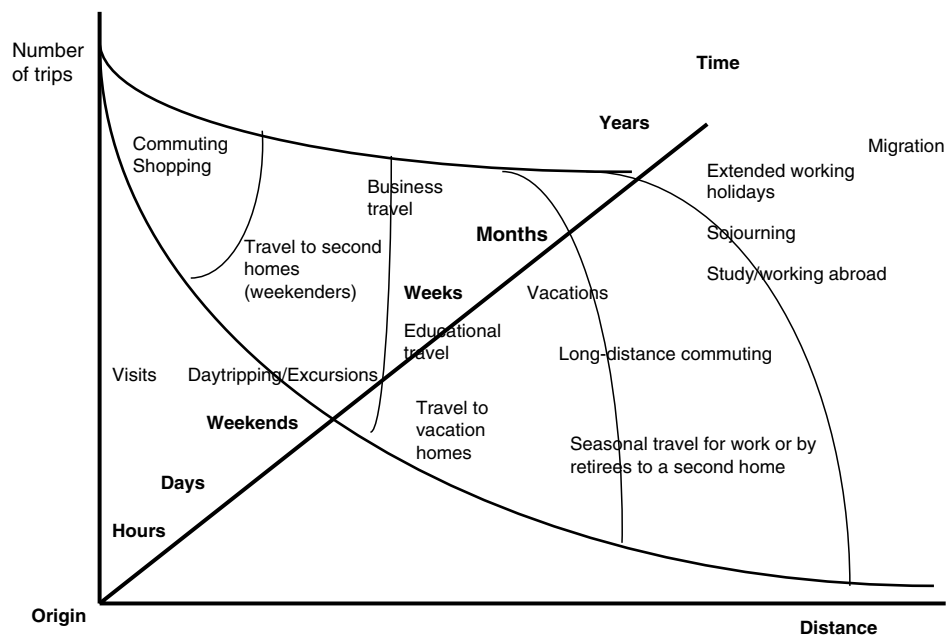 Number
of trips
Time
Years
Migration
Commuting
Shopping
Extended working
holidays
Business
travel
Months
Sojourning
Travel to second
homes
(weekenders)
Study/working abroad
Weeks
Vacations
Educational
travel
Long-distance commuting
Visits
Daytripping/Excursions
Travel to
vacation
homes
Weekends
Seasonal travel for work or by
retirees to a second home
Days
Hours
Origin
Distance